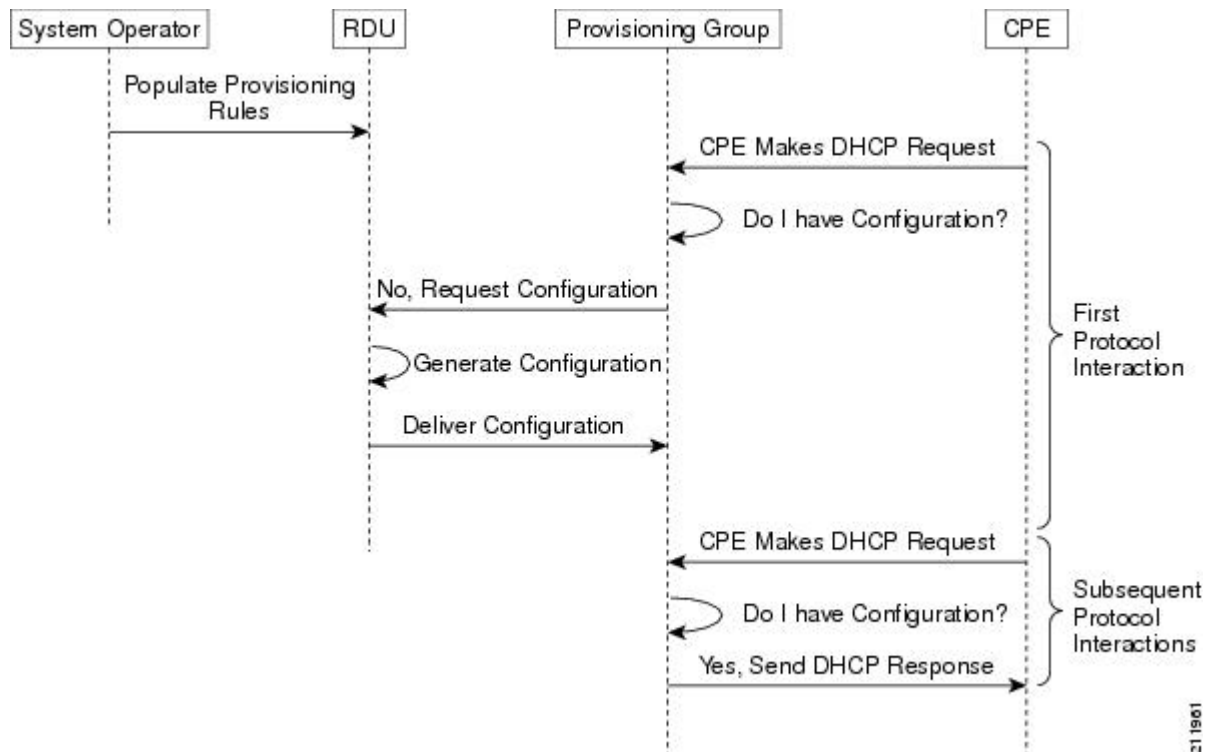 System Operator
RDU
Provisioning Group
CPE
Populate Provisioning
Rules
CPE Makes DHCP Request
Do I have Configuration?
No, Request Configuration
Generate Configuration
Deliver Configuration
First
Protocol
Interaction
CPE Makes DHCP Request
Do I have Configuration?
Yes, Send DHCP Response
Subsequent
Protocol
Interactions
211961